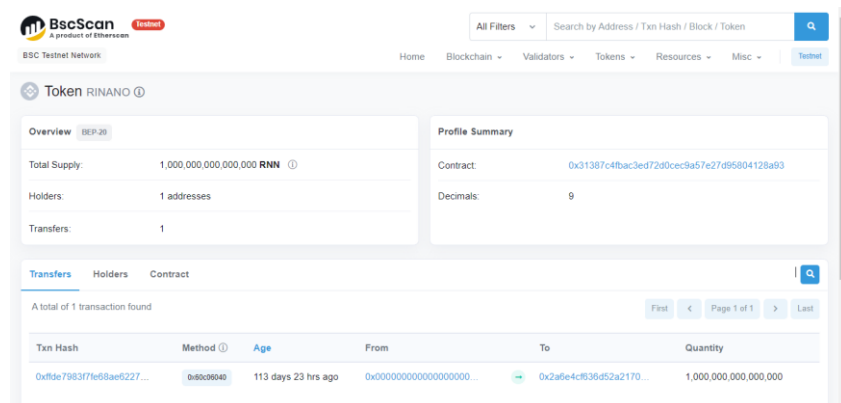 BscScan Testnet
A product of Etherscan
All Filters Search by Address / Txn Hash / Block / Token
BSC Testnet Network
Home Blockchain Validators Tokens Resources Misc Testnet
Token RINANO
Overview BEP-20
Total Supply: 1,000,000,000,000,000 RNN
Holders: 1 addresses
Transfers: 1
Profile Summary
Contract: 0x31387c4fbac3ed72d0cec9a57e27d95804128a93
Decimals: 9
Transfers Holders Contract
A total of 1 transaction found
First Page 1 of 1 Last
Txn Hash Method Age From To Quantity
0xffde7983f7fe68ae6227... 0x60c06040 113 days 23 hrs ago 0x000000000000000000... 0x2a6e4cf636d52a2170... 1,000,000,000,000,000